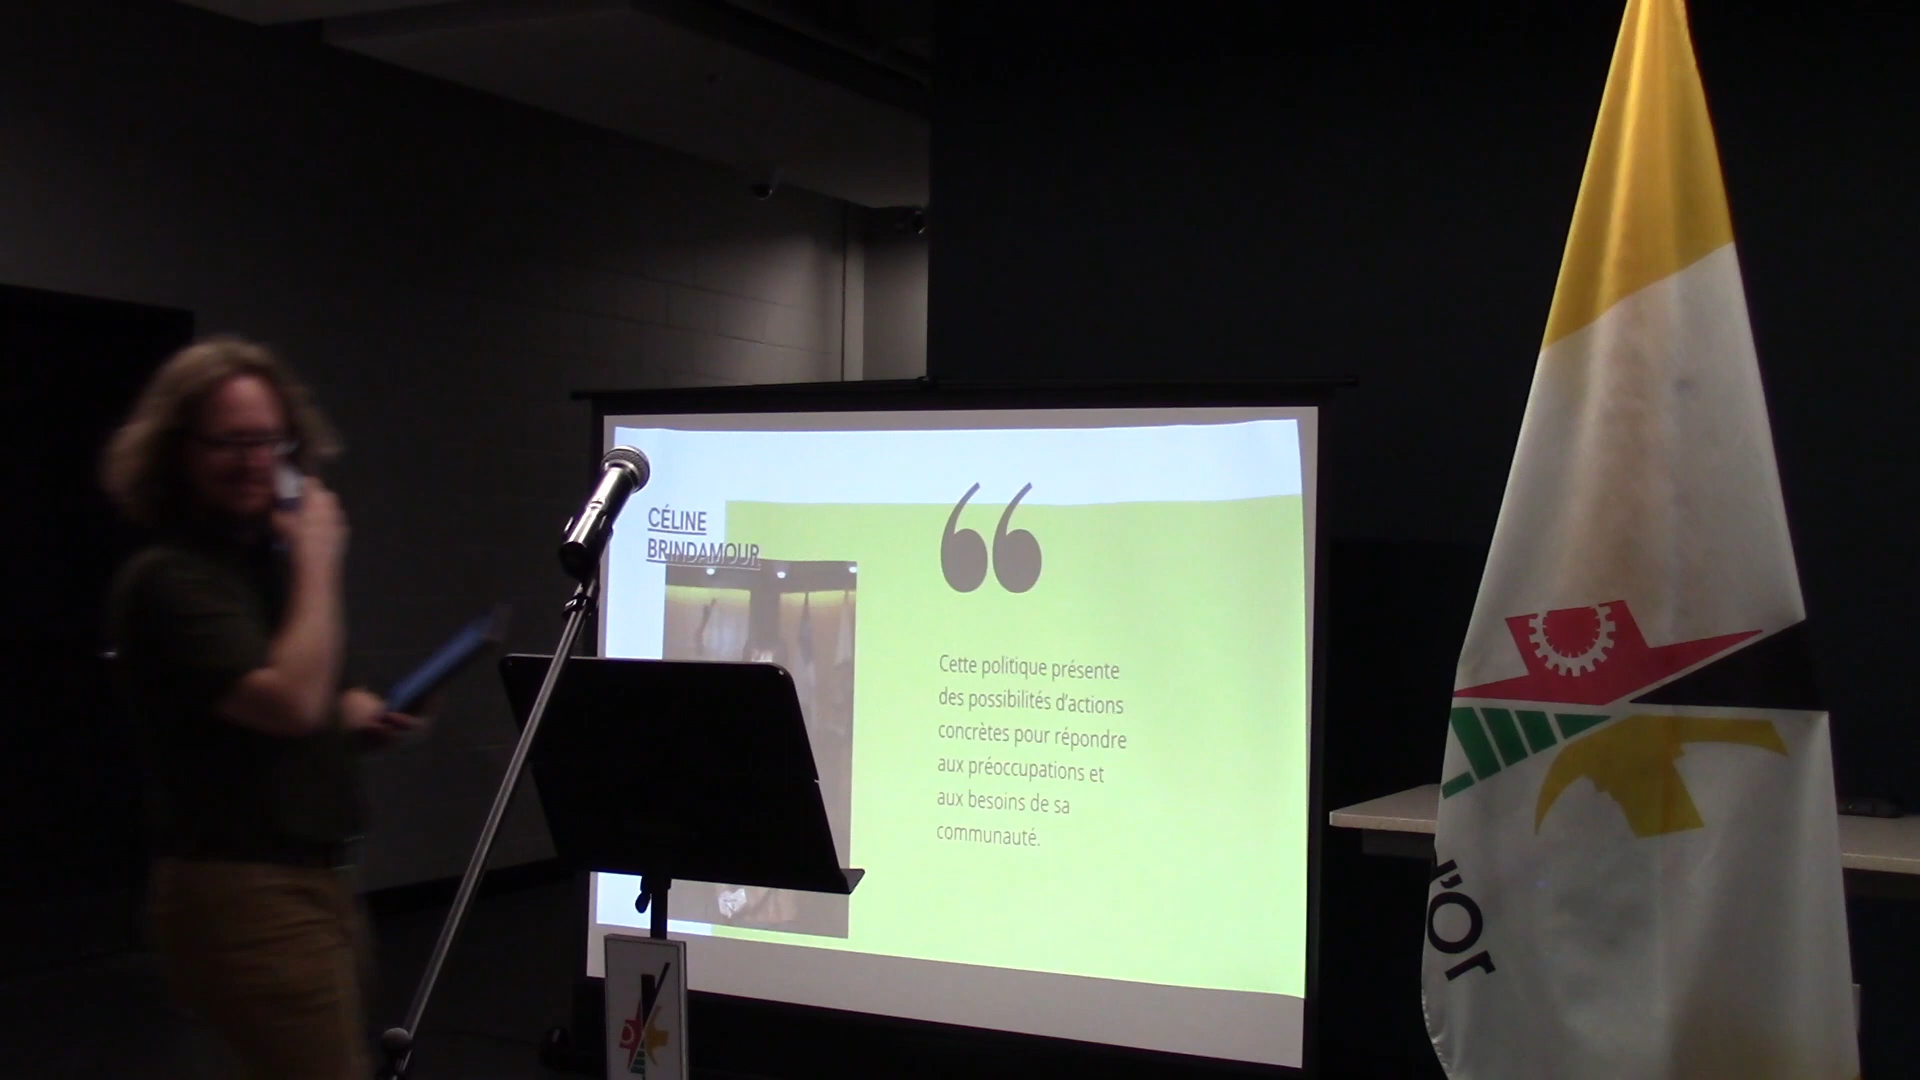 CÉLINE
BRINDAMOUR
Cette politique présente
des possibilités d'actions
concrètes pour répondre
aux préoccupations et
aux besoins de sa
communauté.
d'Or